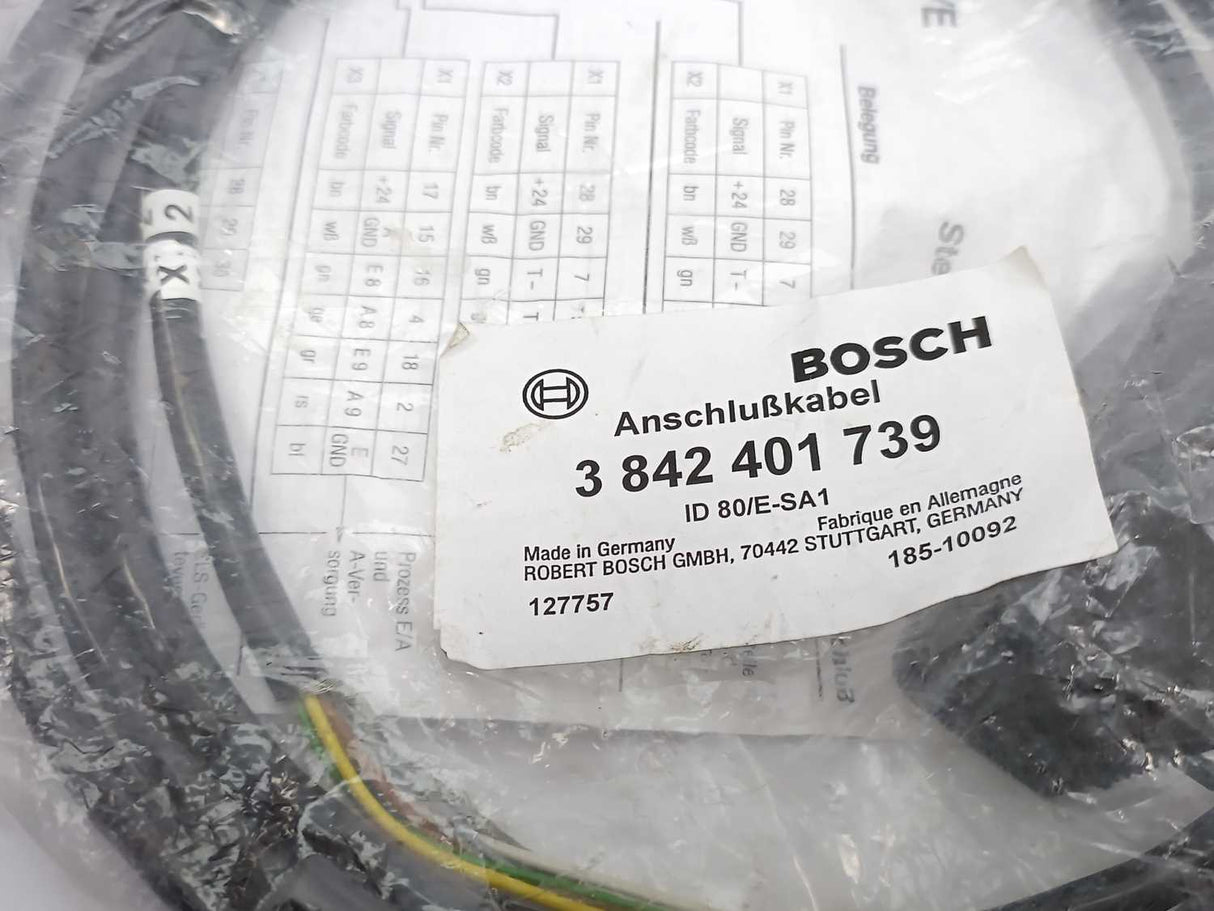 BOSCH
Anschlußkabel
3 842 401 739
ID 80/E-SA1
Fabrique en Allemagne
Made in Germany
ROBERT BOSCH GMBH, 70442 STUTTGART, GERMANY
127757
185-10092
X 2
Belegung
X1 Pin Nr. 28 29 7
Signal +24 GND T-
X2 Farbcode bn wß gn
X1 Pin Nr. 28 29 7
Signal +24 GND T-
X2 Farbcode bn wß gn
X1 Pin Nr. 17 15 16 4 18 2 27
Signal +24 A GND E8 A8 E9 A9 E GND
X3 Farbcode bn wß gn ge gr rs bl
Pin Nr.
Prozess E/A
und
A-Ver-
sorgung